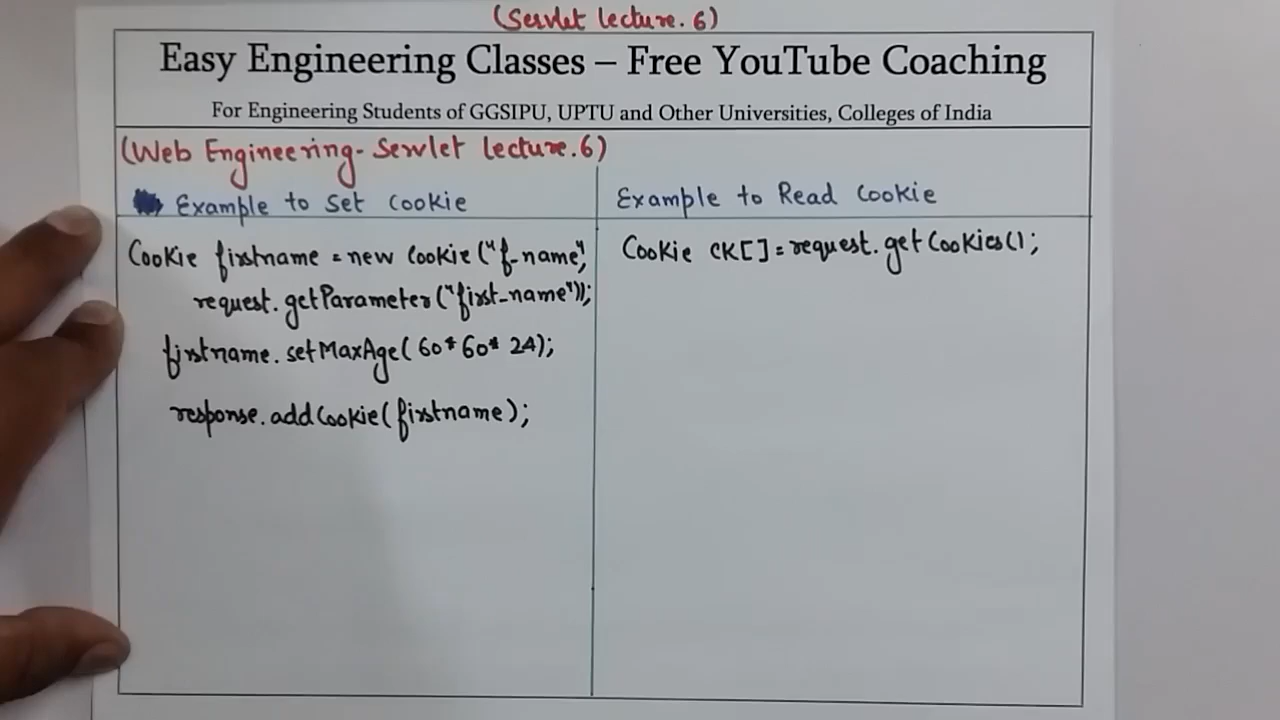 (Servlet lecture. 6)
Easy Engineering Classes – Free YouTube Coaching
For Engineering Students of GGSIPU, UPTU and Other Universities, Colleges of India
(Web Engineering- Servlet lecture.6)
Example to set cookie
Cookie firstname = new Cookie("f-name",
request.getParameter("first-name"));
firstname.setMaxAge(60*60*24);
response.addCookie(firstname);
Example to Read Cookie
Cookie CK[]=request.getCookies();